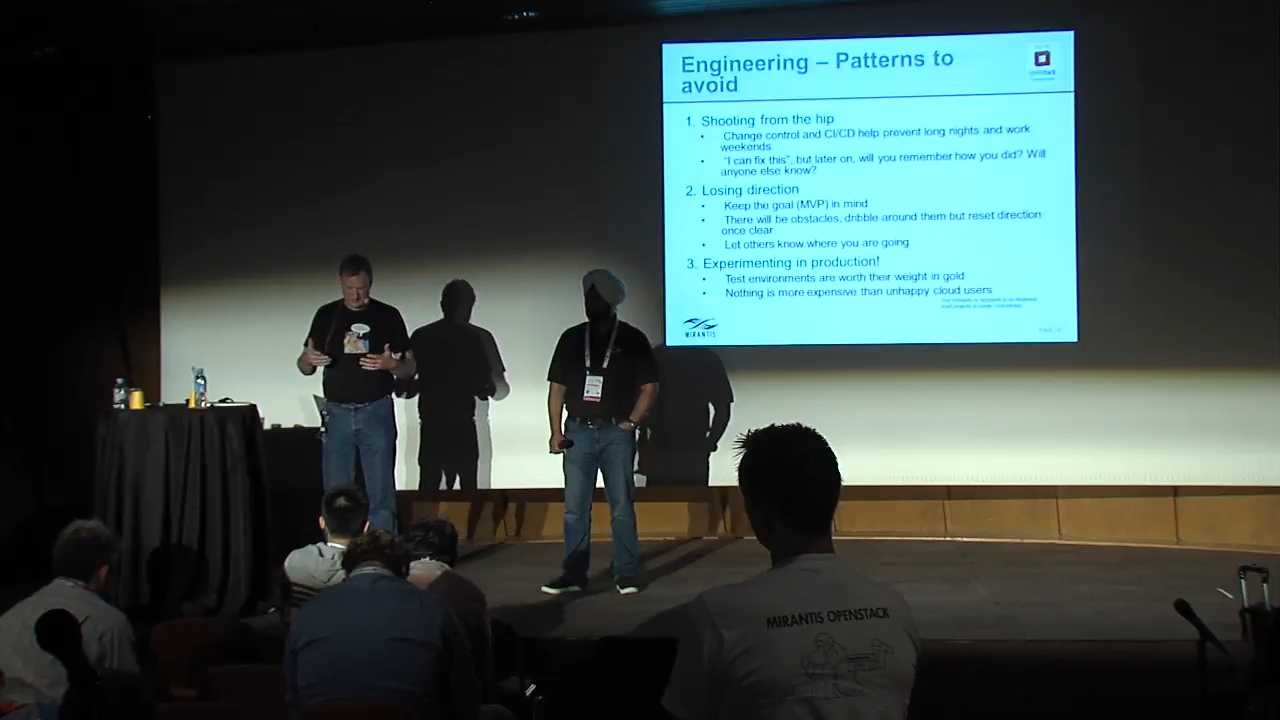 Engineering – Patterns to
avoid
1. Shooting from the hip
• Change control and CI/CD help prevent long nights and work
weekends
• "I can fix this", but later on, will you remember how you did? Will
anyone else know?
2. Losing direction
• Keep the goal (MVP) in mind
• There will be obstacles, dribble around them but reset direction
once clear
• Let others know where you are going
3. Experimenting in production!
• Test environments are worth their weight in gold
• Nothing is more expensive than unhappy cloud users
MIRANTIS
MIRANTIS OPENSTACK